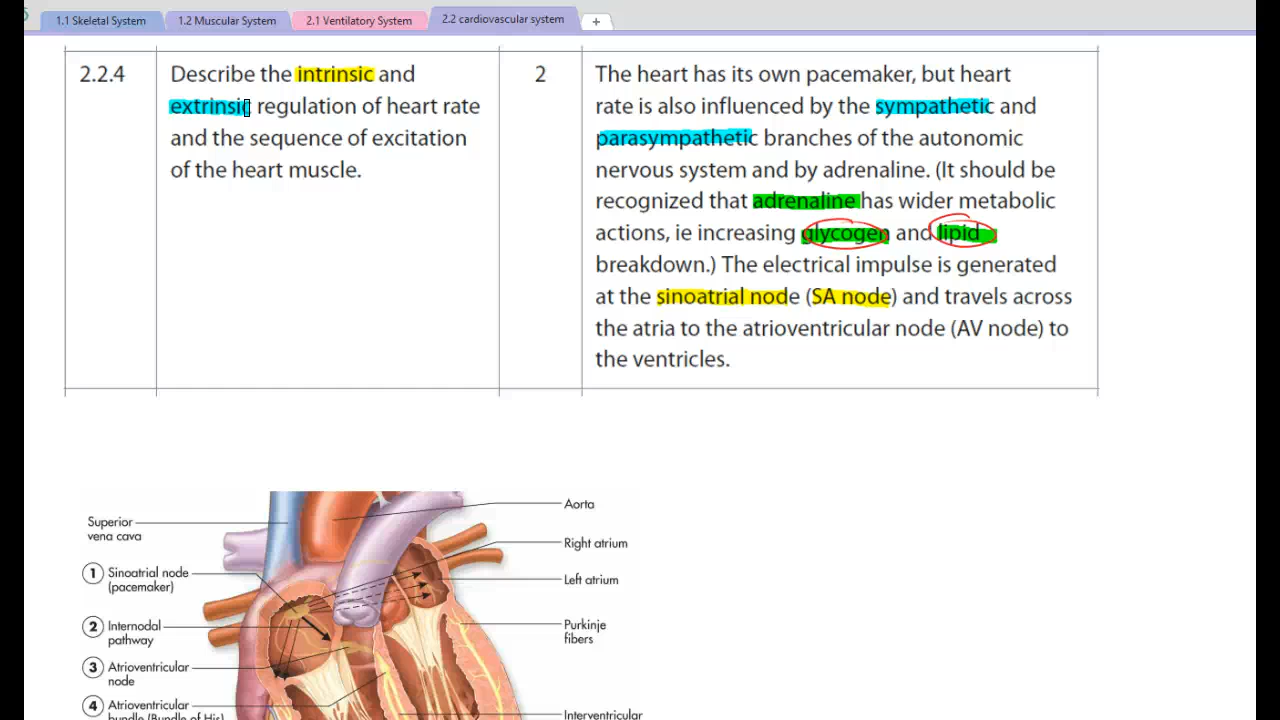 1.1 Skeletal System
1.2 Muscular System
2.1 Ventilatory System
2.2 cardiovascular system
2.2.4
Describe the intrinsic and
extrinsic regulation of heart rate
and the sequence of excitation
of the heart muscle.
2
The heart has its own pacemaker, but heart
rate is also influenced by the sympathetic and
parasympathetic branches of the autonomic
nervous system and by adrenaline. (It should be
recognized that adrenaline has wider metabolic
actions, ie increasing glycogen and lipid
breakdown.) The electrical impulse is generated
at the sinoatrial node (SA node) and travels across
the atria to the atrioventricular node (AV node) to
the ventricles.
Superior
vena cava
1 Sinoatrial node
(pacemaker)
2 Internodal
pathway
3 Atrioventricular
node
4 Atrioventricular
bundle (Bundle of His)
Aorta
Right atrium
Left atrium
Purkinje
fibers
Interventricular